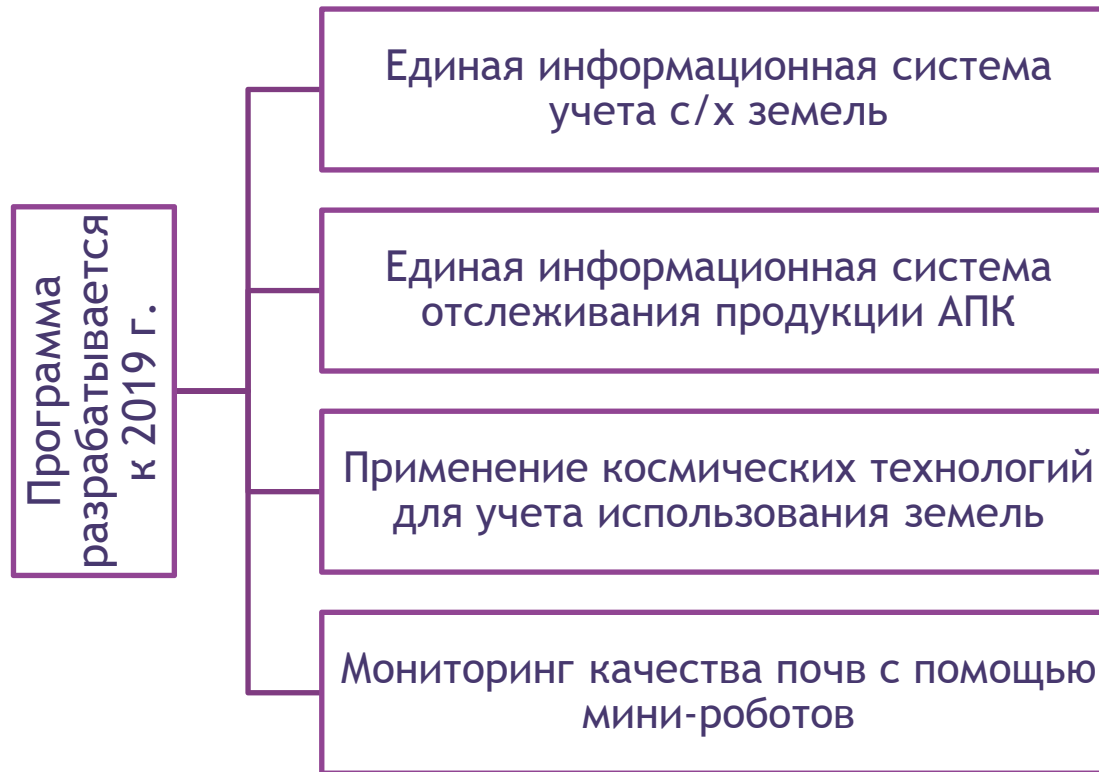 Программа
разрабатывается
к 2019 г.
Единая информационная система
учета с/х земель
Единая информационная система
отслеживания продукции АПК
Применение космических технологий
для учета использования земель
Мониторинг качества почв с помощью
мини-роботов